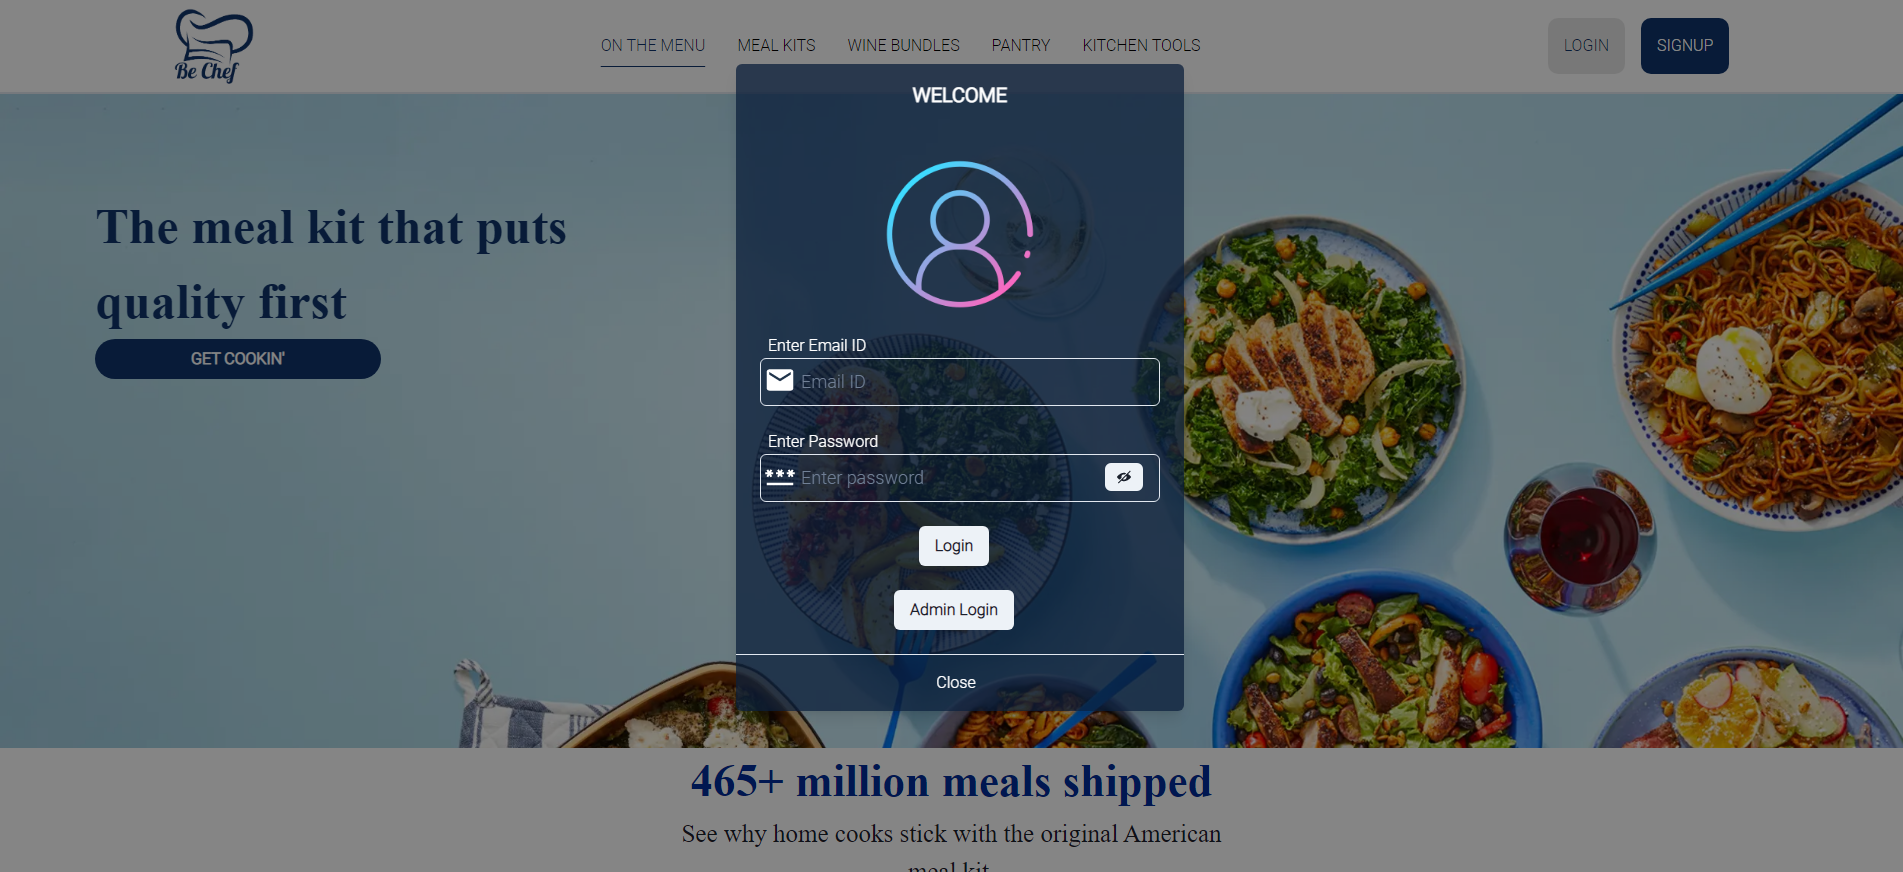 Be Chef
ON THE MENU
MEAL KITS
WINE BUNDLES
PANTRY
KITCHEN TOOLS
LOGIN
SIGNUP
The meal kit that puts
quality first
GET COOKIN'
WELCOME
Enter Email ID
Email ID
Enter Password
*** Enter password
Login
Admin Login
Close
465+ million meals shipped
See why home cooks stick with the original American
meal kit